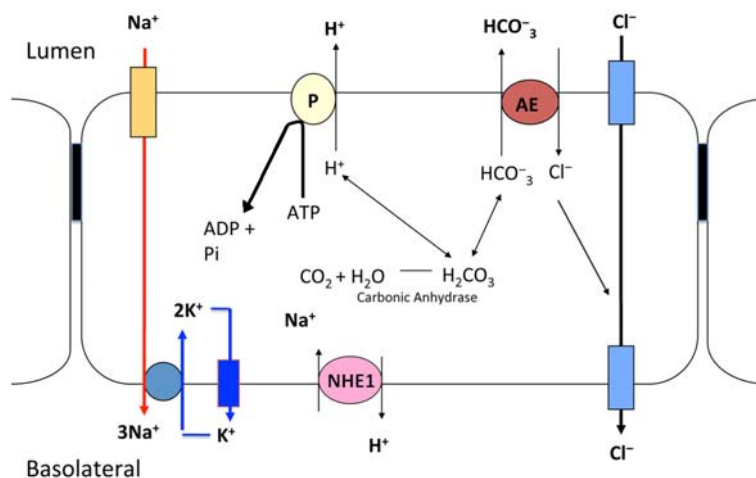 Na⁺
H⁺
HCO⁻₃
Cl⁻
Lumen
P
AE
H⁺
HCO⁻₃
Cl⁻
ATP
ADP +
Pi
CO₂ + H₂O
H₂CO₃
Carbonic Anhydrase
2K⁺
Na⁺
NHE1
3Na⁺
K⁺
H⁺
Cl⁻
Basolateral